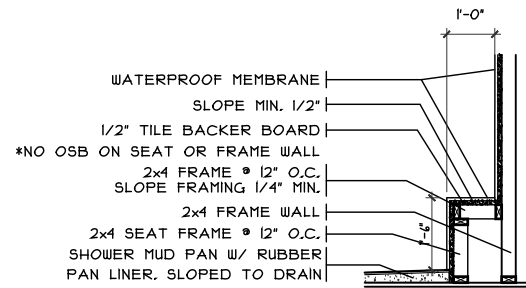 1'-0"
WATERPROOF MEMBRANE
SLOPE MIN. 1/2"
1/2" TILE BACKER BOARD
*NO OSB ON SEAT OR FRAME WALL
2x4 FRAME @ 12" O.C.
SLOPE FRAMING 1/4" MIN.
2x4 FRAME WALL
2x4 SEAT FRAME @ 12" O.C.
SHOWER MUD PAN W/ RUBBER
PAN LINER, SLOPED TO DRAIN